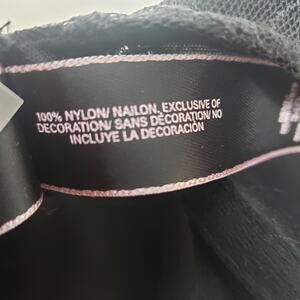 100% NYLON/ NAILON, EXCLUSIVE OF
DECORATION/ SANS DÉCORATION/NO
INCLUYE LA DECORACIÓN